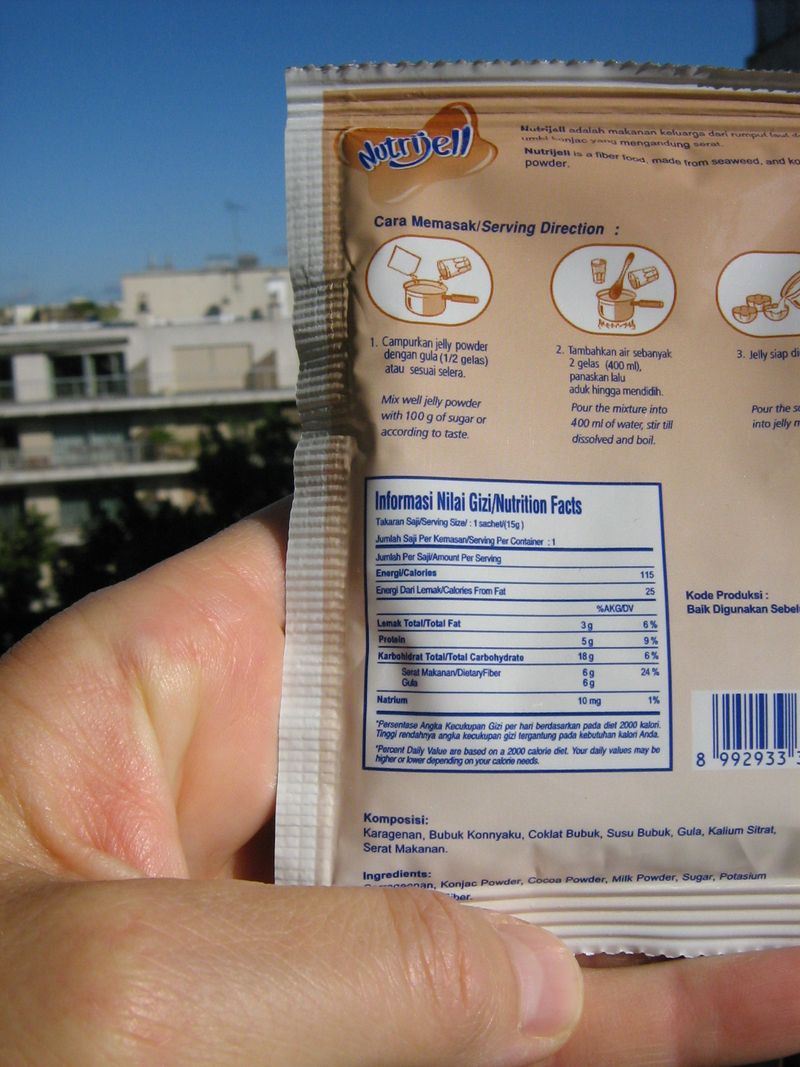 Nutrijell
Nutrijell adalah makanan keluarga dari rumput laut
umbi konjac yang mengandung serat.
Nutrijell is a fiber food, made from seaweed, and
powder.
Cara Memasak/Serving Direction :
1. Campurkan jelly powder
dengan gula (1/2 gelas)
atau sesuai selera.
Mix well jelly powder
with 100 g of sugar or
according to taste.
2. Tambahkan air sebanyak
2 gelas (400 ml),
panaskan lalu
aduk hingga mendidih.
Pour the mixture into
400 ml of water, stir till
dissolved and boil.
3. Jelly siap
Pour the
into jelly
Informasi Nilai Gizi/Nutrition Facts
Takaran Saji/Serving Size/ : 1 sachet/(15g)
Jumlah Saji Per Kemasan/Serving Per Container : 1
Jumlah Per Saji/Amount Per Serving
Energi/Calories 115
Energi Dari Lemak/Calories From Fat 25
%AKG/DV
Lemak Total/Total Fat 3 g 6 %
Protein 5 g 9 %
Karbohidrat Total/Total Carbohydrate 18 g 6 %
Serat Makanan/DietaryFiber 6 g 24 %
Gula 6 g
Natrium 10 mg 1%
*Persentase Angka Kecukupan Gizi per hari berdasarkan pada diet 2000 kalori.
Tinggi rendahnya angka kecukupan gizi tergantung pada kebutuhan kalori Anda.
*Percent Daily Value are based on a 2000 calorie diet. Your daily values may be
higher or lower depending on your calorie needs.
Kode Produksi :
Baik Digunakan
8 992933
Komposisi:
Karagenan, Bubuk Konnyaku, Coklat Bubuk, Susu Bubuk, Gula, Kalium Sitrat,
Serat Makanan.
Ingredients:
Konjac Powder, Cocoa Powder, Milk Powder, Sugar, Potasium